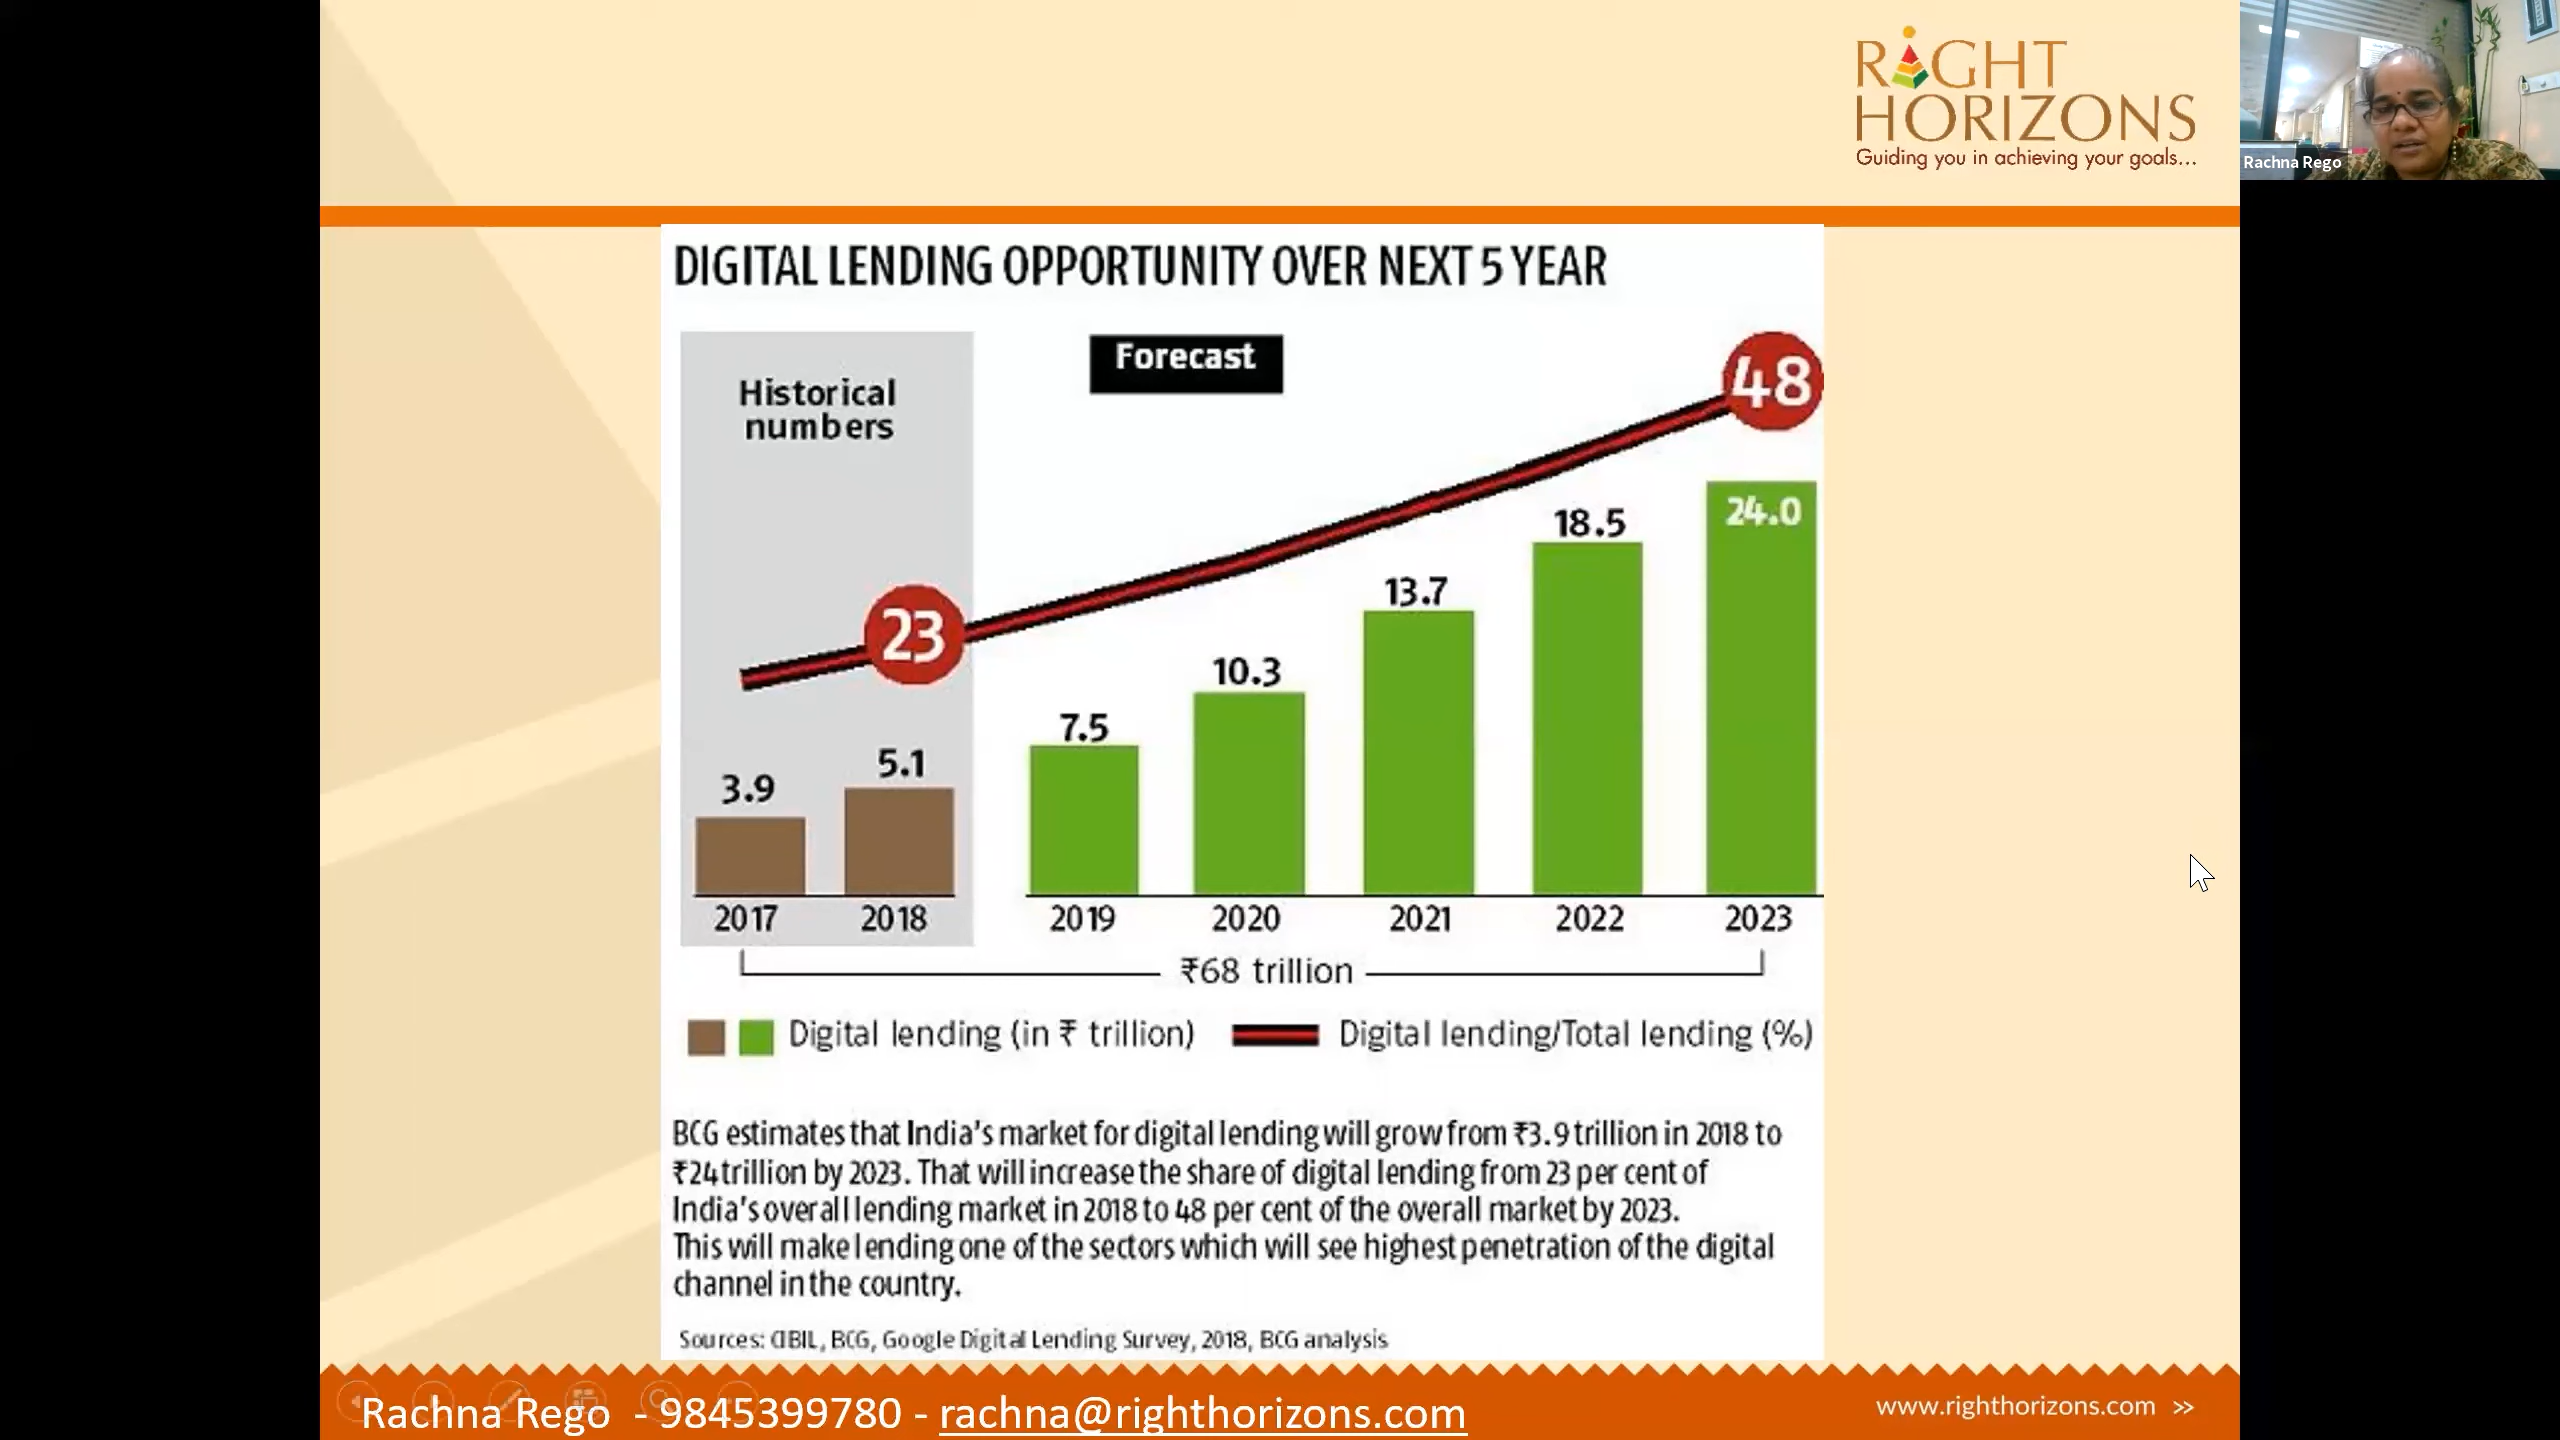 RIGHT
HORIZONS
Guiding you in achieving your goals...
Rachna Rego
DIGITAL LENDING OPPORTUNITY OVER NEXT 5 YEAR
Historical
numbers
Forecast
48
23
24.0
18.5
13.7
10.3
7.5
5.1
3.9
2017 2018 2019 2020 2021 2022 2023
₹68 trillion
Digital lending (in ₹ trillion) Digital lending/Total lending (%)
BCG estimates that India's market for digital lending will grow from ₹3.9 trillion in 2018 to
₹24 trillion by 2023. That will increase the share of digital lending from 23 per cent of
India's overall lending market in 2018 to 48 per cent of the overall market by 2023.
This will make lending one of the sectors which will see highest penetration of the digital
channel in the country.
Sources: CIBIL, BCG, Google Digital Lending Survey, 2018, BCG analysis
Rachna Rego - 9845399780 - rachna@righthorizons.com
www.righthorizons.com >>